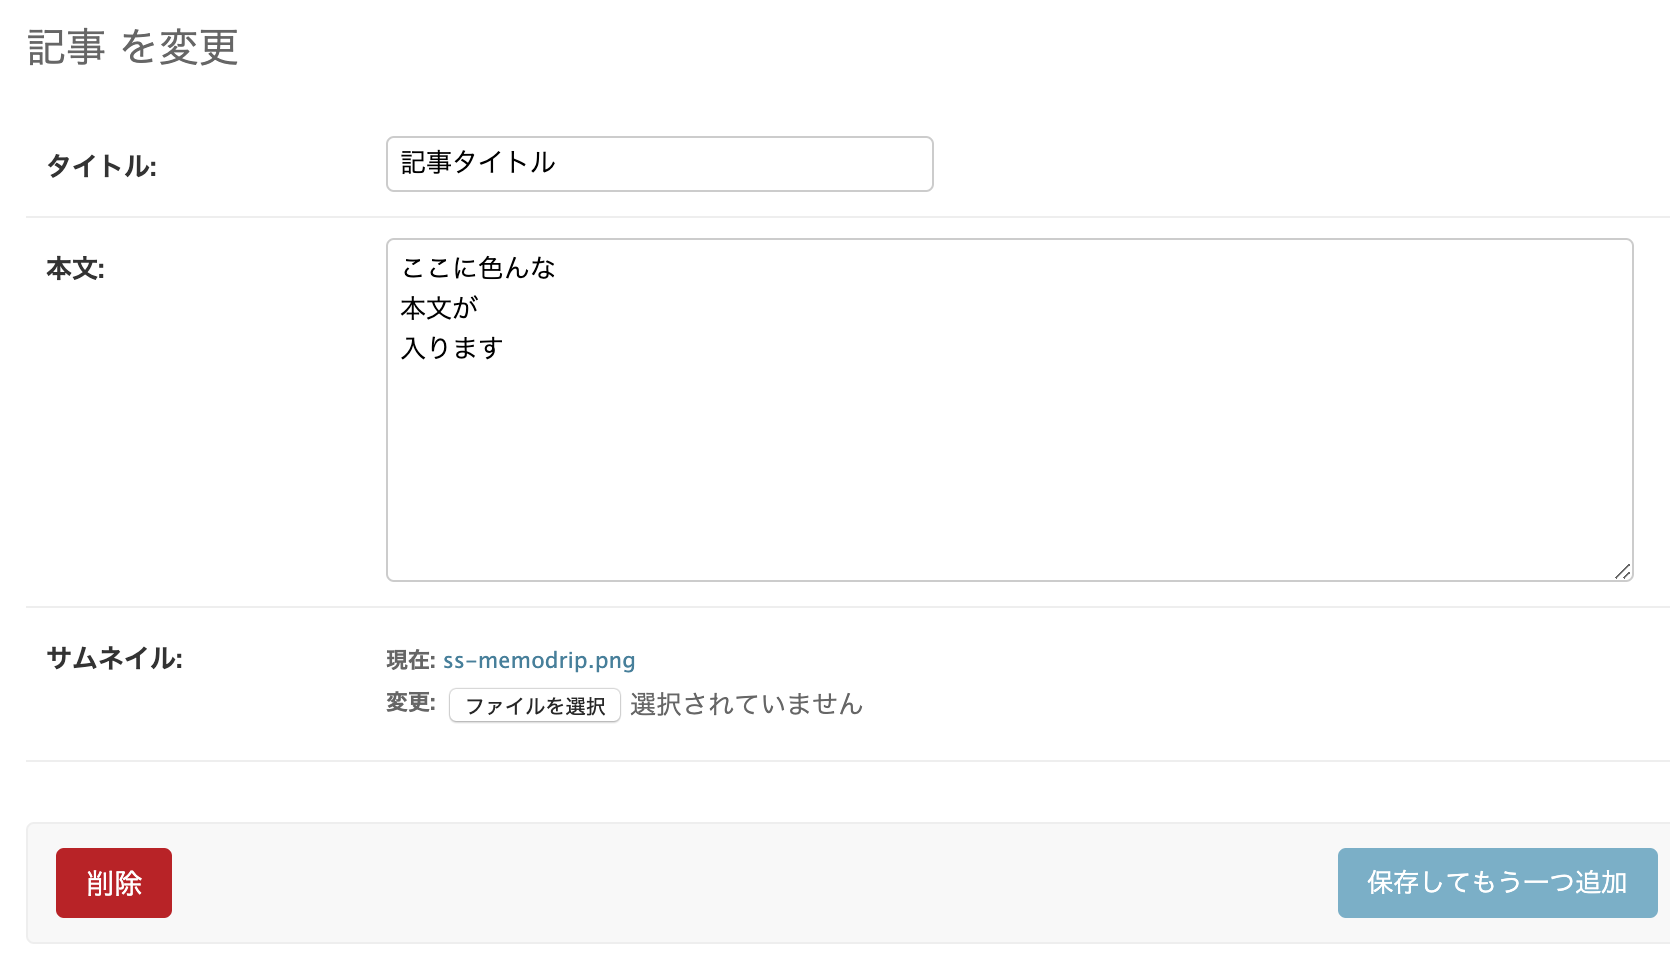 記事 を変更
タイトル: 記事タイトル
本文: ここに色んな
本文が
入ります
サムネイル: 現在: ss-memodrip.png
変更: ファイルを選択 選択されていません
削除 保存してもう一つ追加